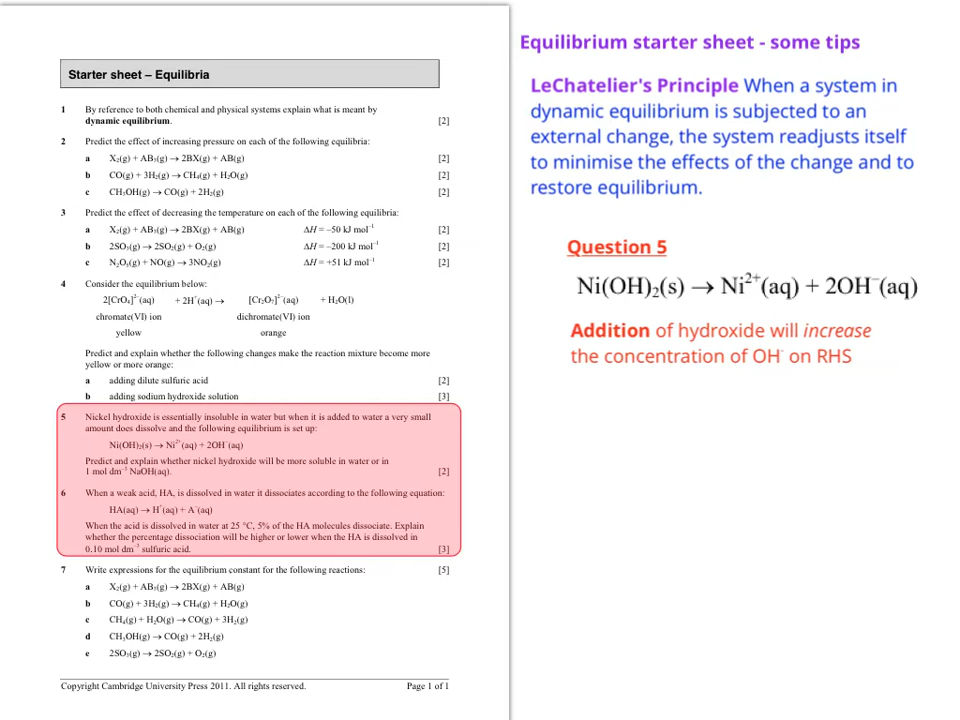 Starter sheet – Equilibria
1 By reference to both chemical and physical systems explain what is meant by
dynamic equilibrium. [2]
2 Predict the effect of increasing pressure on each of the following equilibria:
a X₂(g) + AB₃(g) → 2BX(g) + AB(g) [2]
b CO(g) + 3H₂(g) → CH₄(g) + H₂O(g) [2]
c CH₃OH(g) → CO(g) + 2H₂(g) [2]
3 Predict the effect of decreasing the temperature on each of the following equilibria:
a X₂(g) + AB₃(g) → 2BX(g) + AB(g) ΔH = –50 kJ mol⁻¹ [2]
b 2SO₃(g) → 2SO₂(g) + O₂(g) ΔH = –200 kJ mol⁻¹ [2]
c N₂O₅(g) + NO(g) → 3NO₂(g) ΔH = +51 kJ mol⁻¹ [2]
4 Consider the equilibrium below:
2[CrO₄]²⁻(aq) + 2H⁺(aq) → [Cr₂O₇]²⁻(aq) + H₂O(l)
chromate(VI) ion dichromate(VI) ion
yellow orange
Predict and explain whether the following changes make the reaction mixture become more
yellow or more orange:
a adding dilute sulfuric acid [2]
b adding sodium hydroxide solution [3]
5 Nickel hydroxide is essentially insoluble in water but when it is added to water a very small
amount does dissolve and the following equilibrium is set up:
Ni(OH)₂(s) → Ni²⁺(aq) + 2OH⁻(aq)
Predict and explain whether nickel hydroxide will be more soluble in water or in
1 mol dm⁻³ NaOH(aq). [2]
6 When a weak acid, HA, is dissolved in water it dissociates according to the following equation:
HA(aq) → H⁺(aq) + A⁻(aq)
When the acid is dissolved in water at 25 °C, 5% of the HA molecules dissociate. Explain
whether the percentage dissociation will be higher or lower when the HA is dissolved in
0.10 mol dm⁻³ sulfuric acid. [3]
7 Write expressions for the equilibrium constant for the following reactions: [5]
a X₂(g) + AB₃(g) → 2BX(g) + AB(g)
b CO(g) + 3H₂(g) → CH₄(g) + H₂O(g)
c CH₄(g) + H₂O(g) → CO(g) + 3H₂(g)
d CH₃OH(g) → CO(g) + 2H₂(g)
e 2SO₃(g) → 2SO₂(g) + O₂(g)
Copyright Cambridge University Press 2011. All rights reserved. Page 1 of 1
Equilibrium starter sheet - some tips
LeChatelier's Principle When a system in
dynamic equilibrium is subjected to an
external change, the system readjusts itself
to minimise the effects of the change and to
restore equilibrium.
Question 5
Ni(OH)₂(s) → Ni²⁺(aq) + 2OH⁻(aq)
Addition of hydroxide will increase
the concentration of OH⁻ on RHS